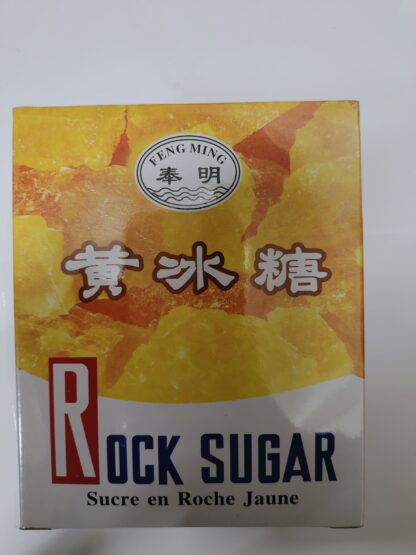 FENG MING
奉明
黄冰糖
ROCK SUGAR
Sucre en Roche Jaune